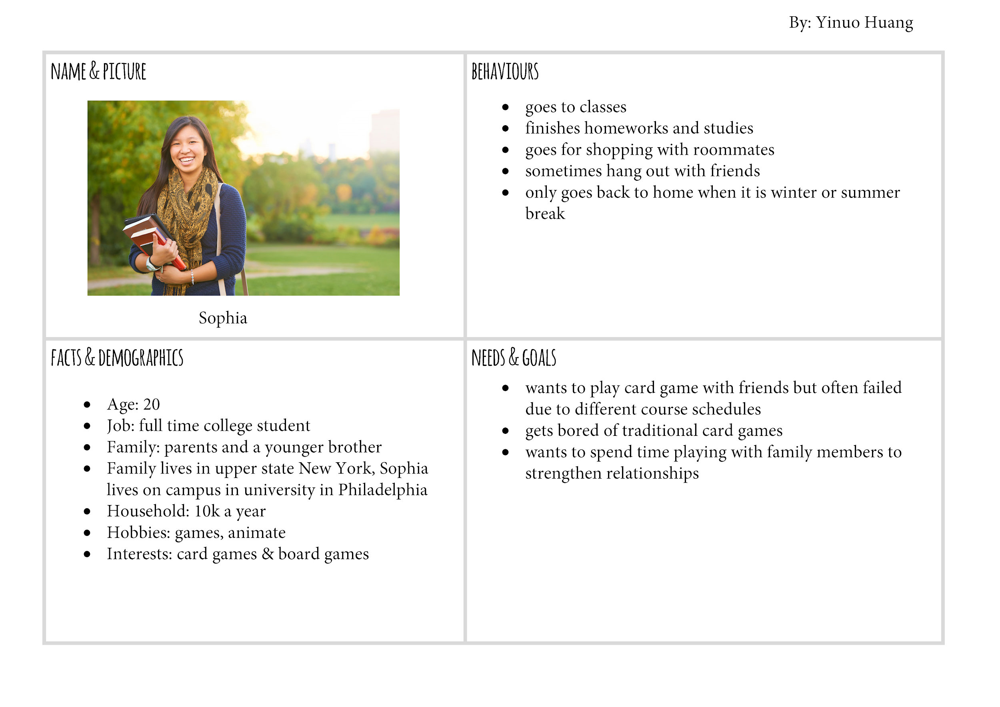 By: Yinuo Huang
NAME & PICTURE
Sophia
BEHAVIOURS
• goes to classes
• finishes homeworks and studies
• goes for shopping with roommates
• sometimes hang out with friends
• only goes back to home when it is winter or summer
break
FACTS & DEMOGRAPHICS
• Age: 20
• Job: full time college student
• Family: parents and a younger brother
• Family lives in upper state New York, Sophia
lives on campus in university in Philadelphia
• Household: 10k a year
• Hobbies: games, animate
• Interests: card games & board games
NEEDS & GOALS
• wants to play card game with friends but often failed
due to different course schedules
• gets bored of traditional card games
• wants to spend time playing with family members to
strengthen relationships